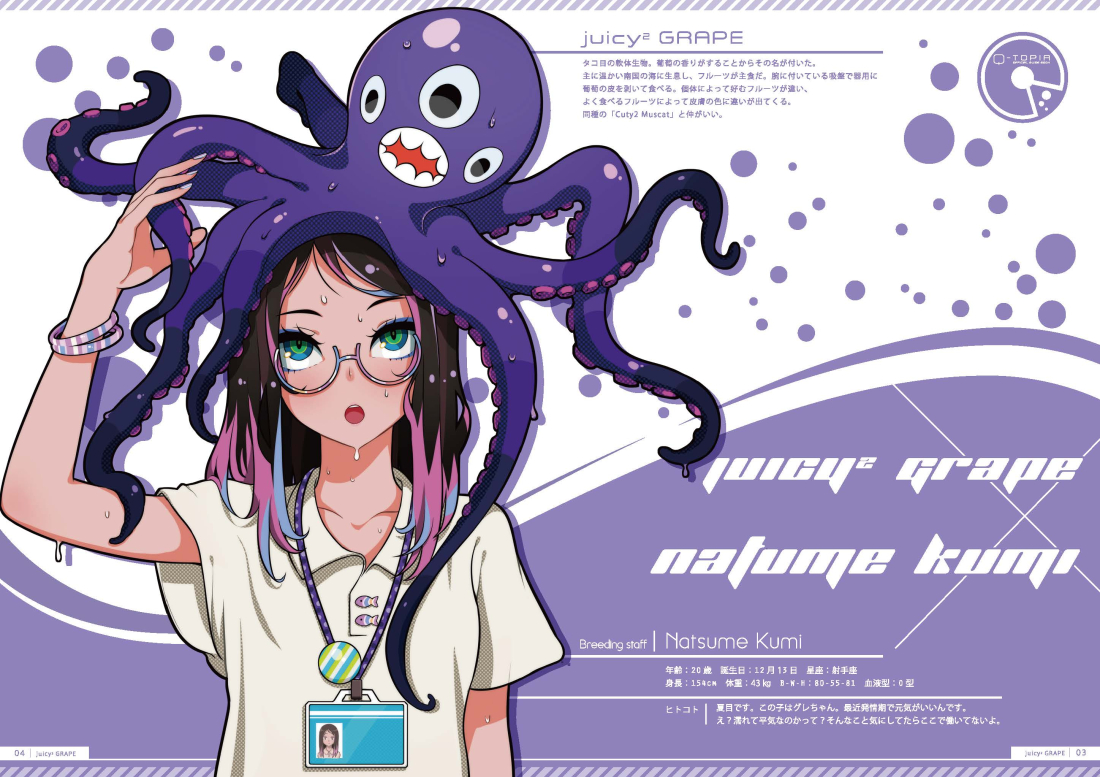 juicy² GRAPE
タコ目の軟体生物。葡萄の香りがすることからその名が付いた。
主に温かい南国の海に生息し、フルーツが主食だ。腕に付いている吸盤で器用に
葡萄の皮を剥いて食べる。個体によって好むフルーツが違い、
よく食べるフルーツによって皮膚の色に違いが出てくる。
同種の「Cuty2 Muscat」と仲がいい。
O-TOPIA
juicy² grape
natume kumi
Breeding staff | Natsume Kumi
年齢：20歳 誕生日：12月13日 星座：射手座
身長：154cm 体重：43kg B-W-H：80-55-81 血液型：O型
ヒトコト
夏目です。この子はグレちゃん。最近発情期で元気がいいんです。
え？濡れて平気なのかって？そんなこと気にしてたらここで働いてないよ。
04 | juicy² GRAPE
juicy² GRAPE | 03